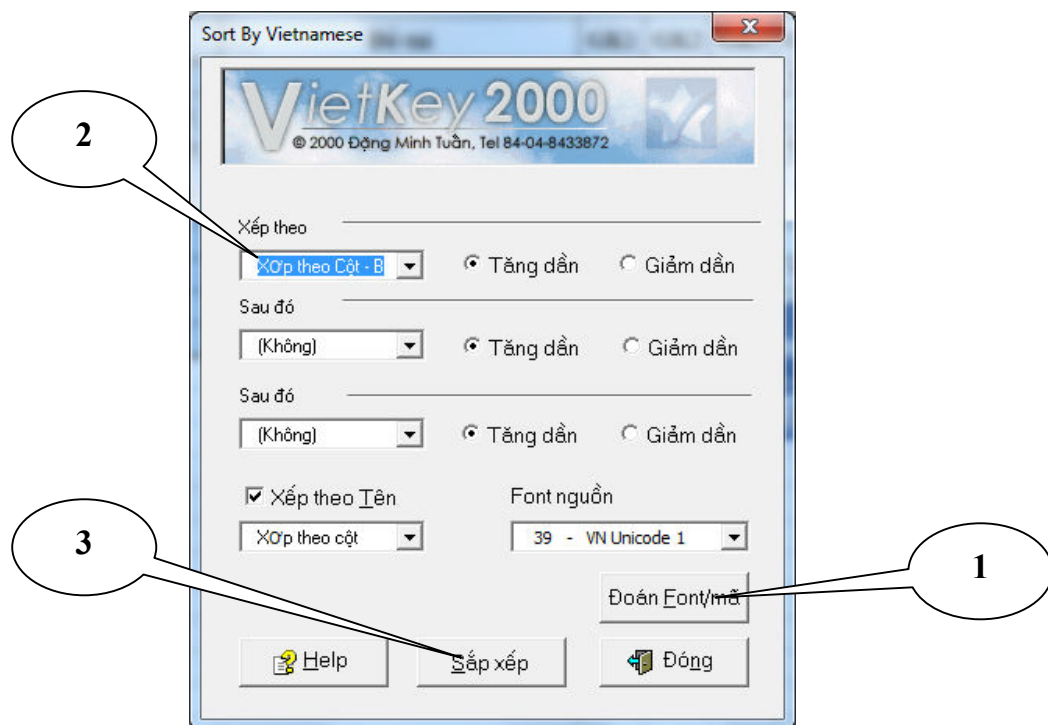 Sort By Vietnamese
VietKey 2000
© 2000 Đặng Minh Tuần, Tel 84-04-8433872
2
Xếp theo
XƠp theo Cột - B
Tăng dần
Giảm dần
Sau đó
(Không)
Tăng dần
Giảm dần
Sau đó
(Không)
Tăng dần
Giảm dần
Xếp theo Tên
Font nguồn
XƠp theo cột
39 - VN Unicode 1
3
1
Đoán Font/mã
Help
Sắp xếp
Đóng